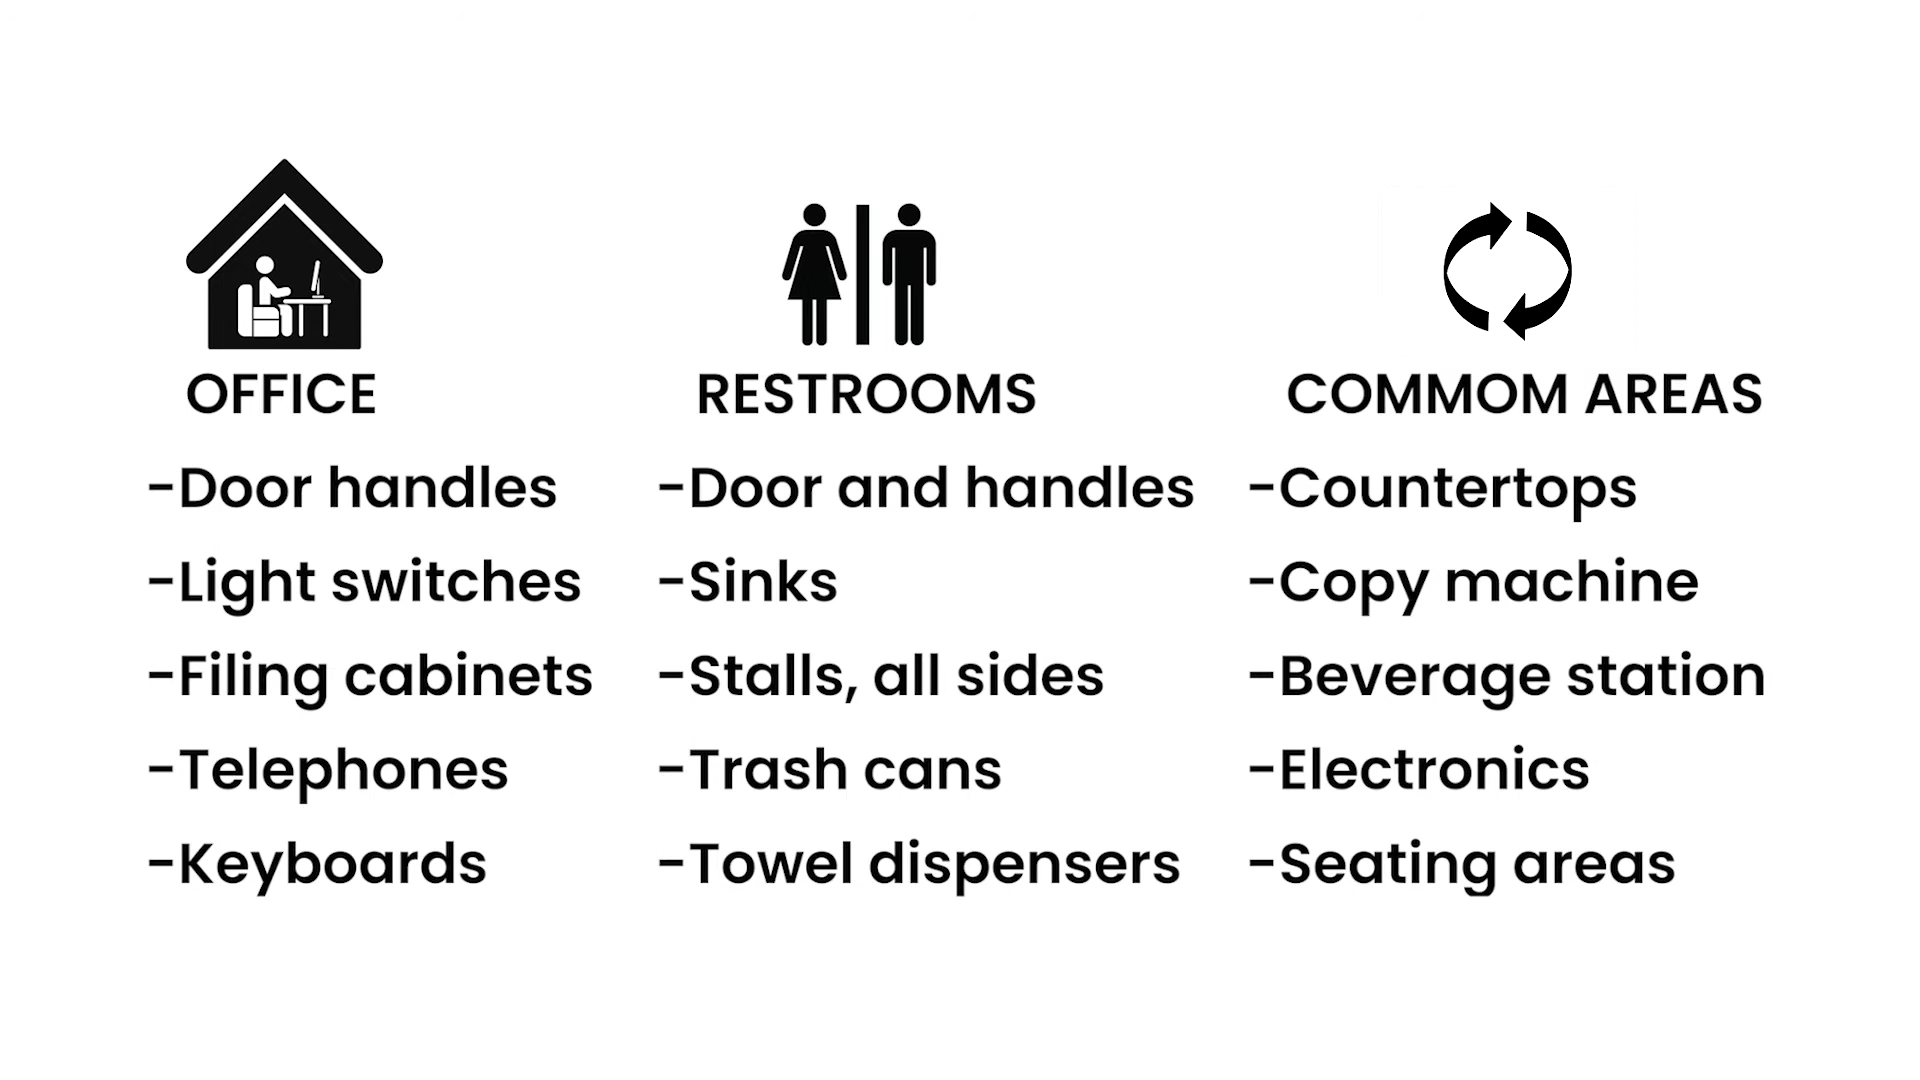 OFFICE
-Door handles
-Light switches
-Filing cabinets
-Telephones
-Keyboards
RESTROOMS
-Door and handles
-Sinks
-Stalls, all sides
-Trash cans
-Towel dispensers
COMMOM AREAS
-Countertops
-Copy machine
-Beverage station
-Electronics
-Seating areas